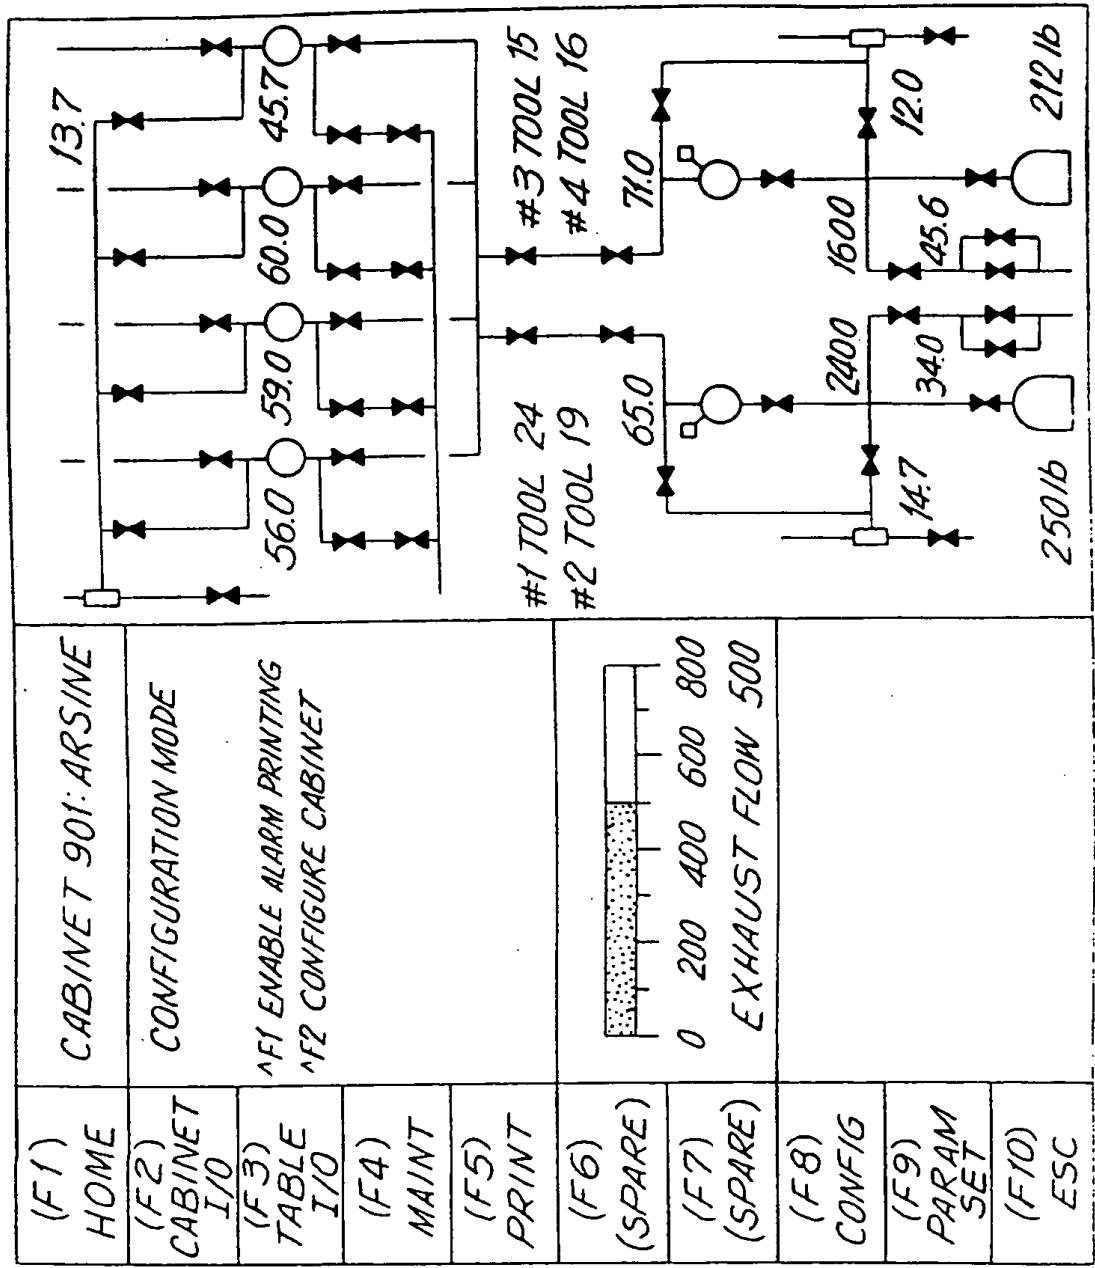 (F1)
HOME
(F2)
CABINET
I/O
(F3)
TABLE
I/O
(F4)
MAINT
(F5)
PRINT
(F6)
(SPARE)
(F7)
(SPARE)
(F8)
CONFIG
(F9)
PARAM
SET
(F10)
ESC
CABINET 901: ARSINE
CONFIGURATION MODE
^F1 ENABLE ALARM PRINTING
^F2 CONFIGURE CABINET
0 200 400 600 800
EXHAUST FLOW 500
13.7
56.0 59.0 60.0 45.7
#1 TOOL 24
#2 TOOL 19
#3 TOOL 15
#4 TOOL 16
65.0 71.0
2400 1600
14.7 34.0 45.6 12.0
250 lb 212 lb